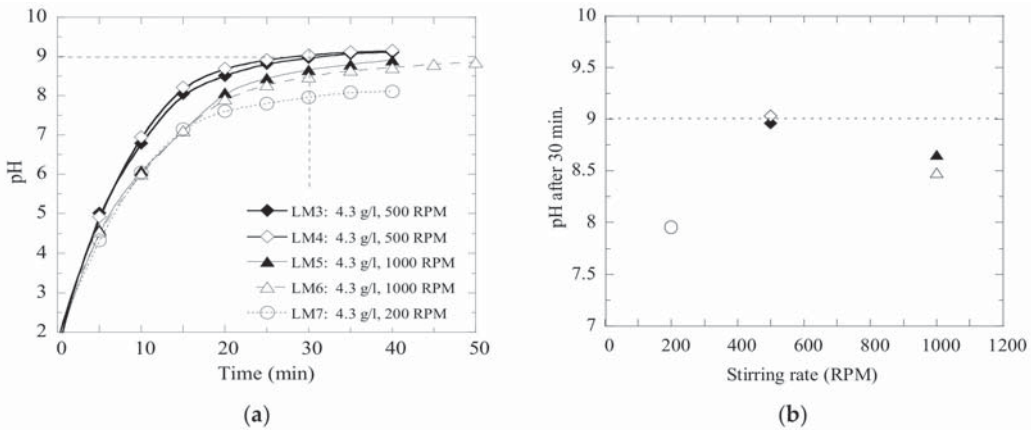 10
9
8
7
6
5
4
3
2
pH
LM3: 4.3 g/l, 500 RPM
LM4: 4.3 g/l, 500 RPM
LM5: 4.3 g/l, 1000 RPM
LM6: 4.3 g/l, 1000 RPM
LM7: 4.3 g/l, 200 RPM
0 10 20 30 40 50
Time (min)
(a)
10
9.5
9
8.5
8
7.5
7
pH after 30 min.
0 200 400 600 800 1000 1200
Stirring rate (RPM)
(b)